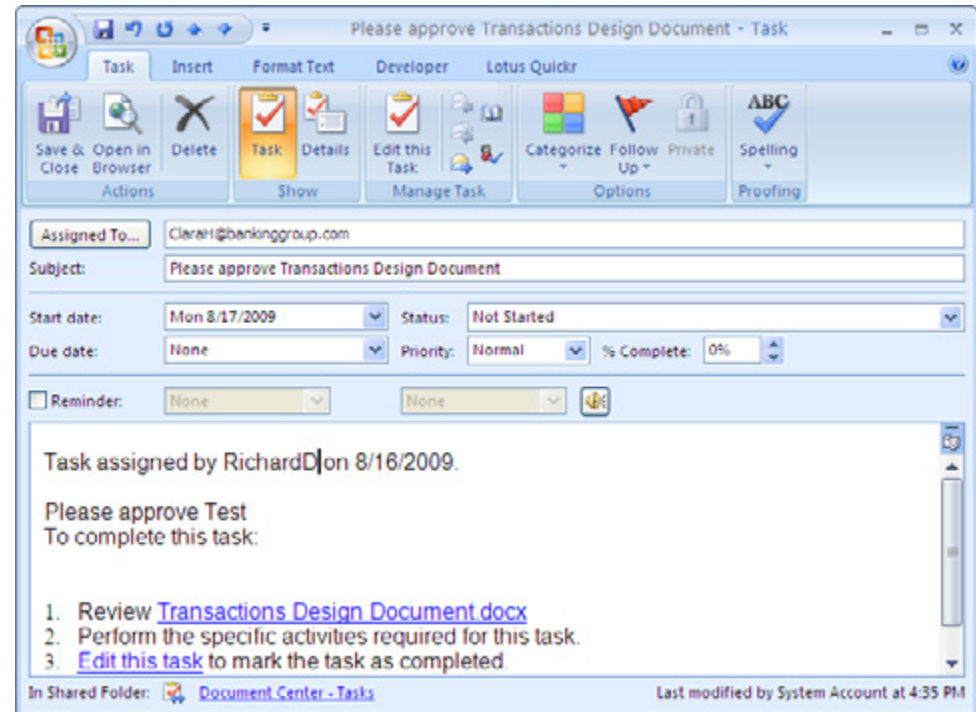 Please approve Transactions Design Document - Task
Task Insert Format Text Developer Lotus Quickr
Save & Close Open in Browser Delete Task Details Edit this Task Categorize Follow Up Private ABC Spelling
Actions Show Manage Task Options Proofing
Assigned To... ClaraH@bankinggroup.com
Subject: Please approve Transactions Design Document
Start date: Mon 8/17/2009 Status: Not Started
Due date: None Priority: Normal % Complete: 0%
Reminder: None None
Task assigned by RichardD on 8/16/2009.
Please approve Test
To complete this task:
1. Review Transactions Design Document.docx
2. Perform the specific activities required for this task.
3. Edit this task to mark the task as completed.
In Shared Folder: Document Center - Tasks Last modified by System Account at 4:35 PM